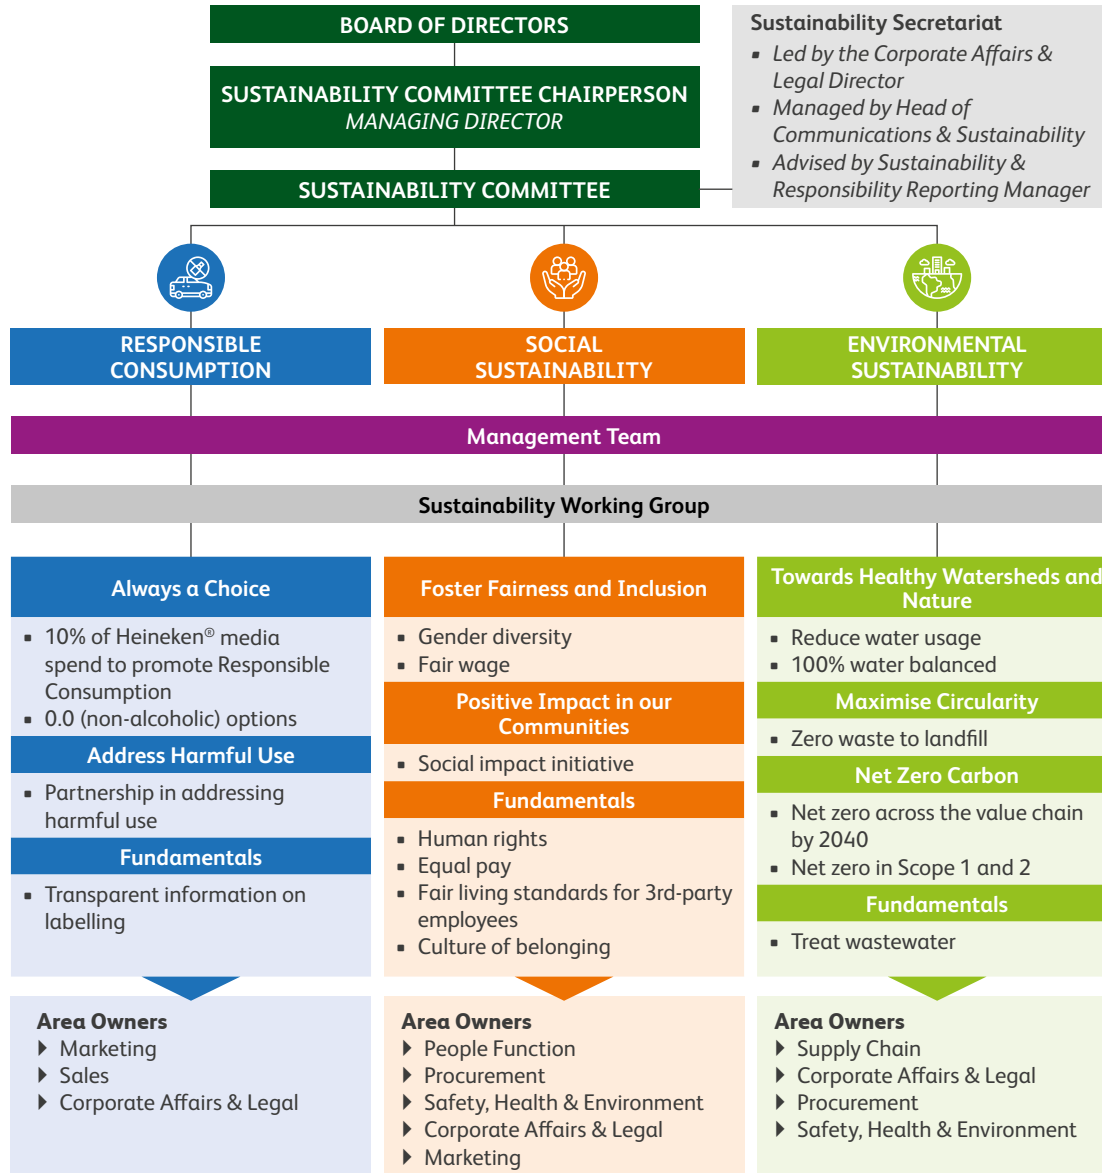 BOARD OF DIRECTORS
SUSTAINABILITY COMMITTEE CHAIRPERSON
MANAGING DIRECTOR
SUSTAINABILITY COMMITTEE
Sustainability Secretariat
▪ Led by the Corporate Affairs &
Legal Director
▪ Managed by Head of
Communications & Sustainability
▪ Advised by Sustainability &
Responsibility Reporting Manager
RESPONSIBLE
CONSUMPTION
SOCIAL
SUSTAINABILITY
ENVIRONMENTAL
SUSTAINABILITY
Management Team
Sustainability Working Group
Always a Choice
▪ 10% of Heineken® media
spend to promote Responsible
Consumption
▪ 0.0 (non-alcoholic) options
Address Harmful Use
▪ Partnership in addressing
harmful use
Fundamentals
▪ Transparent information on
labelling
Area Owners
▶ Marketing
▶ Sales
▶ Corporate Affairs & Legal
Foster Fairness and Inclusion
▪ Gender diversity
▪ Fair wage
Positive Impact in our
Communities
▪ Social impact initiative
Fundamentals
▪ Human rights
▪ Equal pay
▪ Fair living standards for 3rd-party
employees
▪ Culture of belonging
Area Owners
▶ People Function
▶ Procurement
▶ Safety, Health & Environment
▶ Corporate Affairs & Legal
▶ Marketing
Towards Healthy Watersheds and
Nature
▪ Reduce water usage
▪ 100% water balanced
Maximise Circularity
▪ Zero waste to landfill
Net Zero Carbon
▪ Net zero across the value chain
by 2040
▪ Net zero in Scope 1 and 2
Fundamentals
▪ Treat wastewater
Area Owners
▶ Supply Chain
▶ Corporate Affairs & Legal
▶ Procurement
▶ Safety, Health & Environment